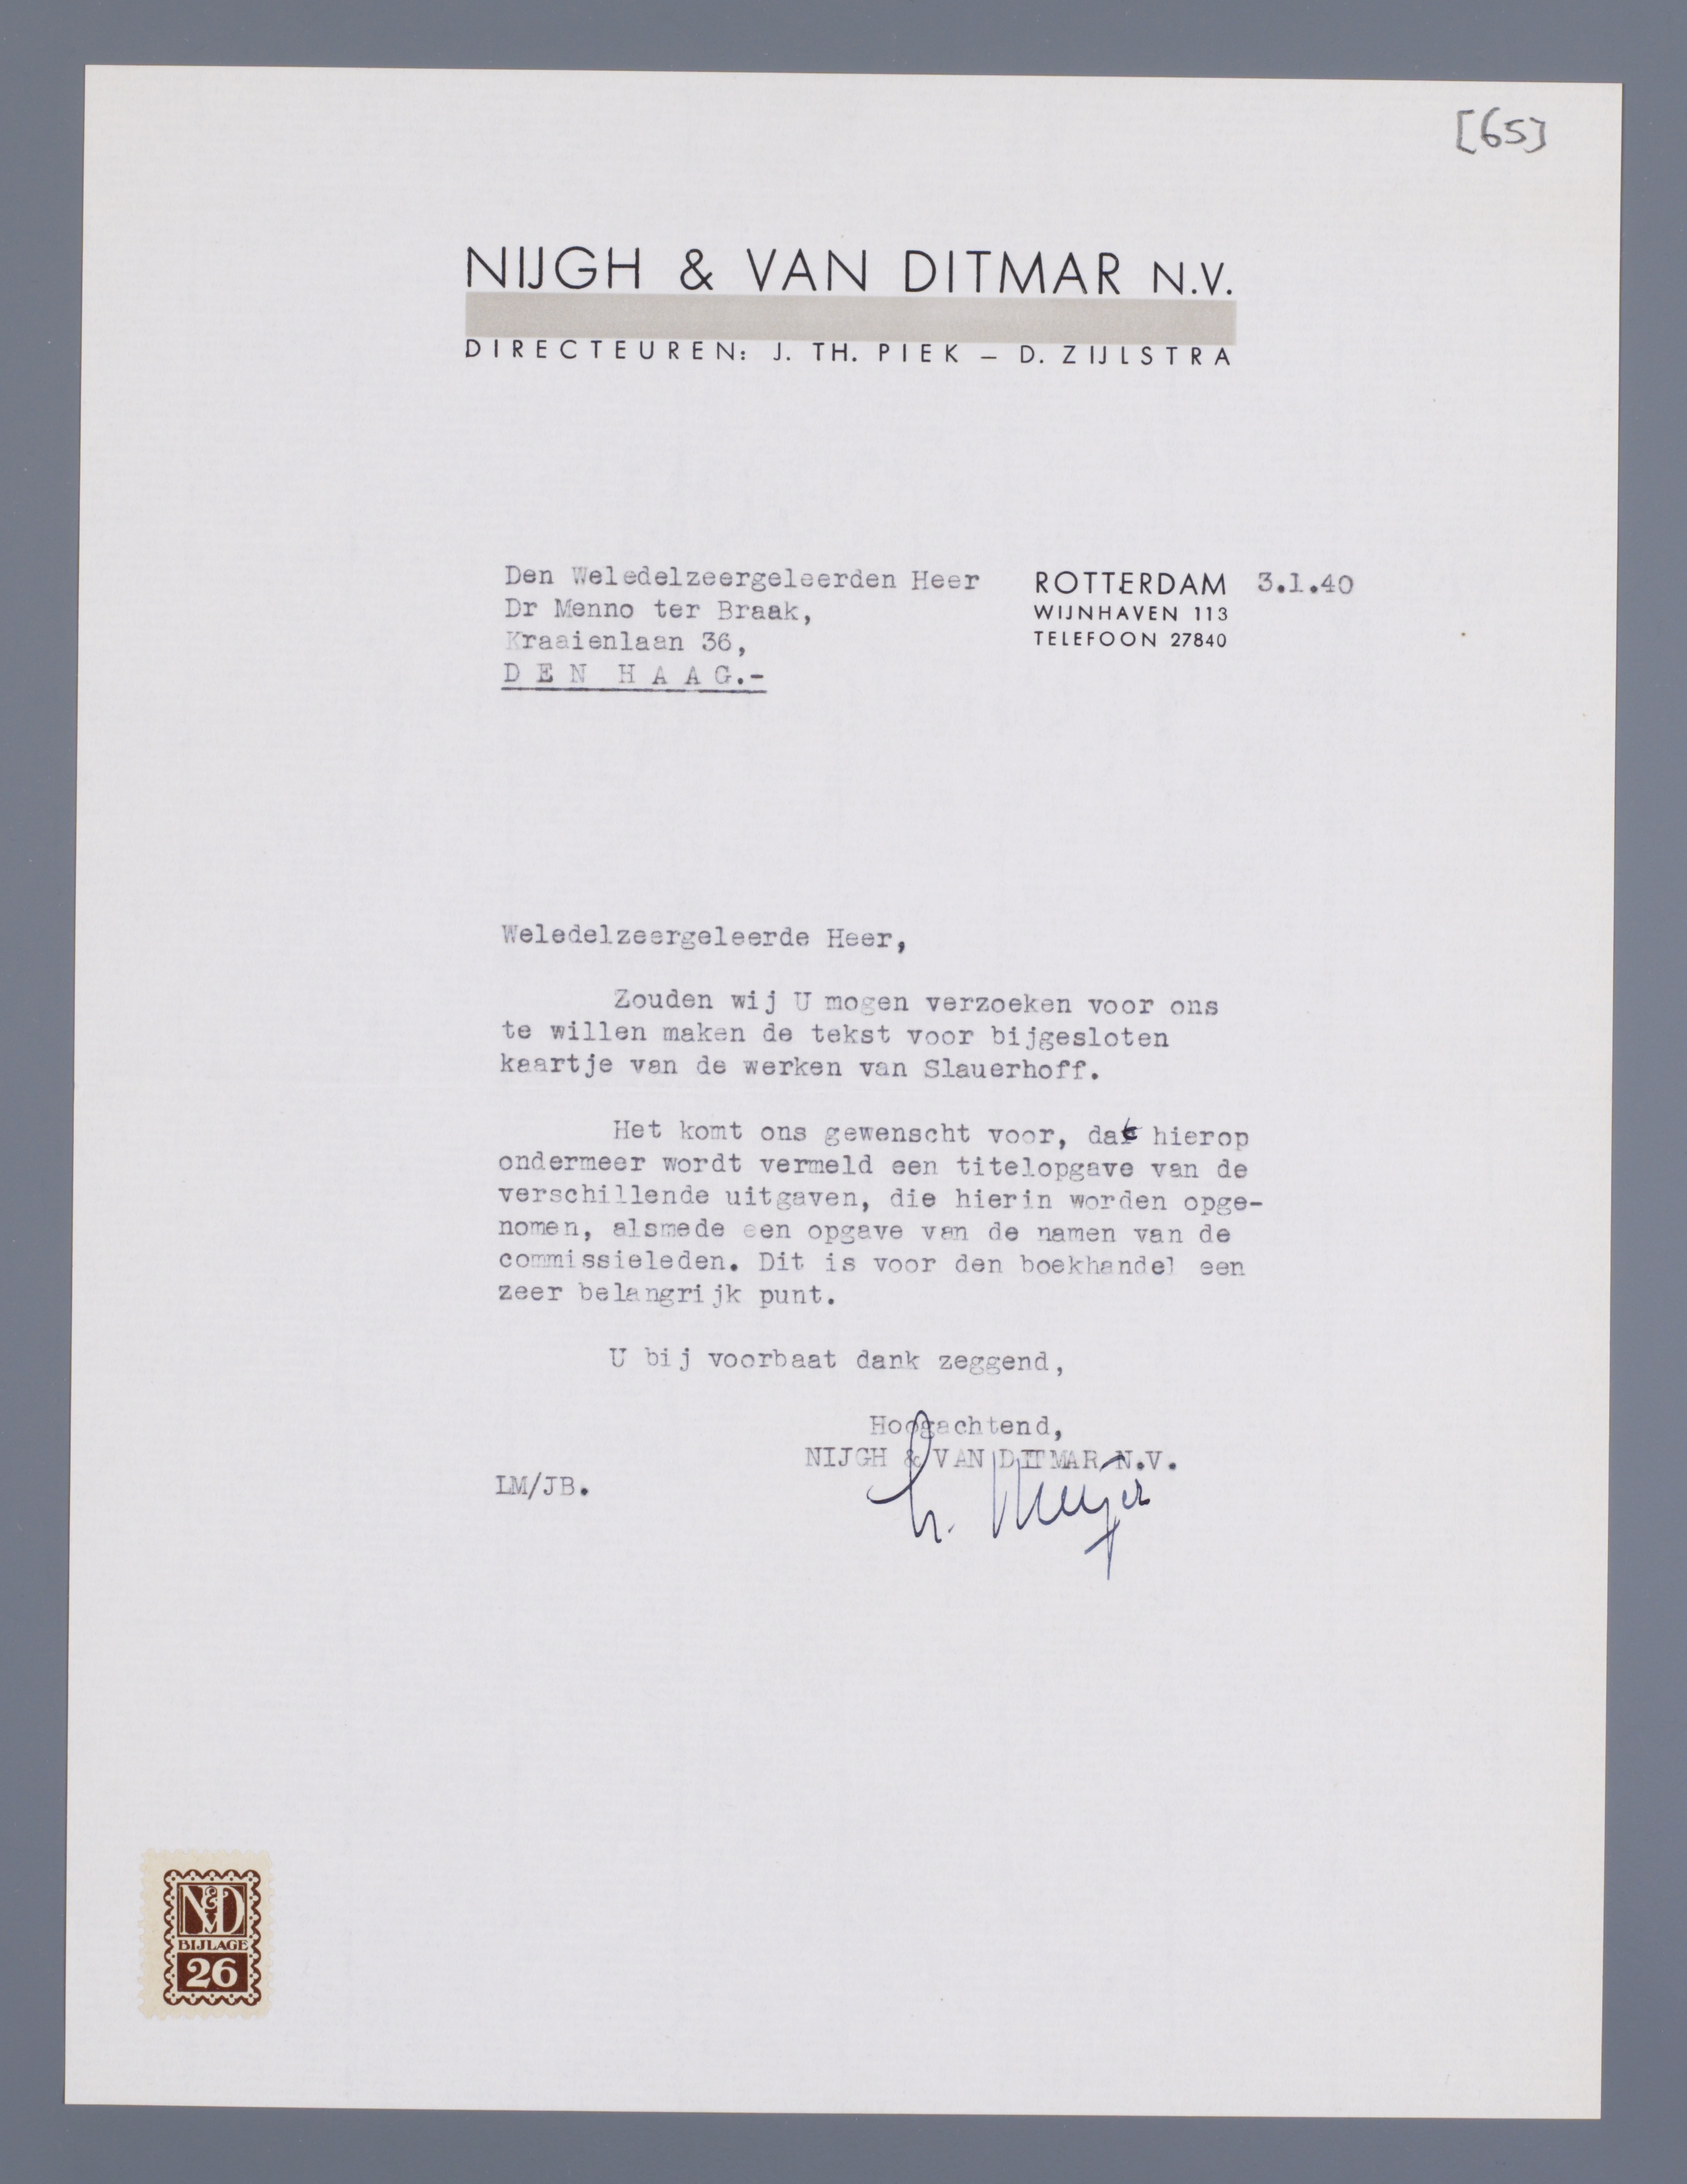 [65]
NIJGH & VAN DITMAR N.V.
DIRECTEUREN: J. TH. PIEK – D. ZIJLSTRA
Den Weledelzeergeleerden Heer
Dr Menno ter Braak,
Kraaienlaan 36,
D E N   H A A G.-
ROTTERDAM 3.1.40
WIJNHAVEN 113
TELEFOON 27840
Weledelzeergeleerde Heer,
Zouden wij U mogen verzoeken voor ons
te willen maken de tekst voor bijgesloten
kaartje van de werken van Slauerhoff.
Het komt ons gewenscht voor, dat hierop
ondermeer wordt vermeld een titelopgave van de
verschillende uitgaven, die hierin worden opge-
nomen, alsmede een opgave van de namen van de
commissieleden. Dit is voor den boekhandel een
zeer belangrijk punt.
U bij voorbaat dank zeggend,
Hoogachtend,
NIJGH & VAN DITMAR N.V.
LM/JB.
L. Meijer
N&VD
BIJLAGE
26